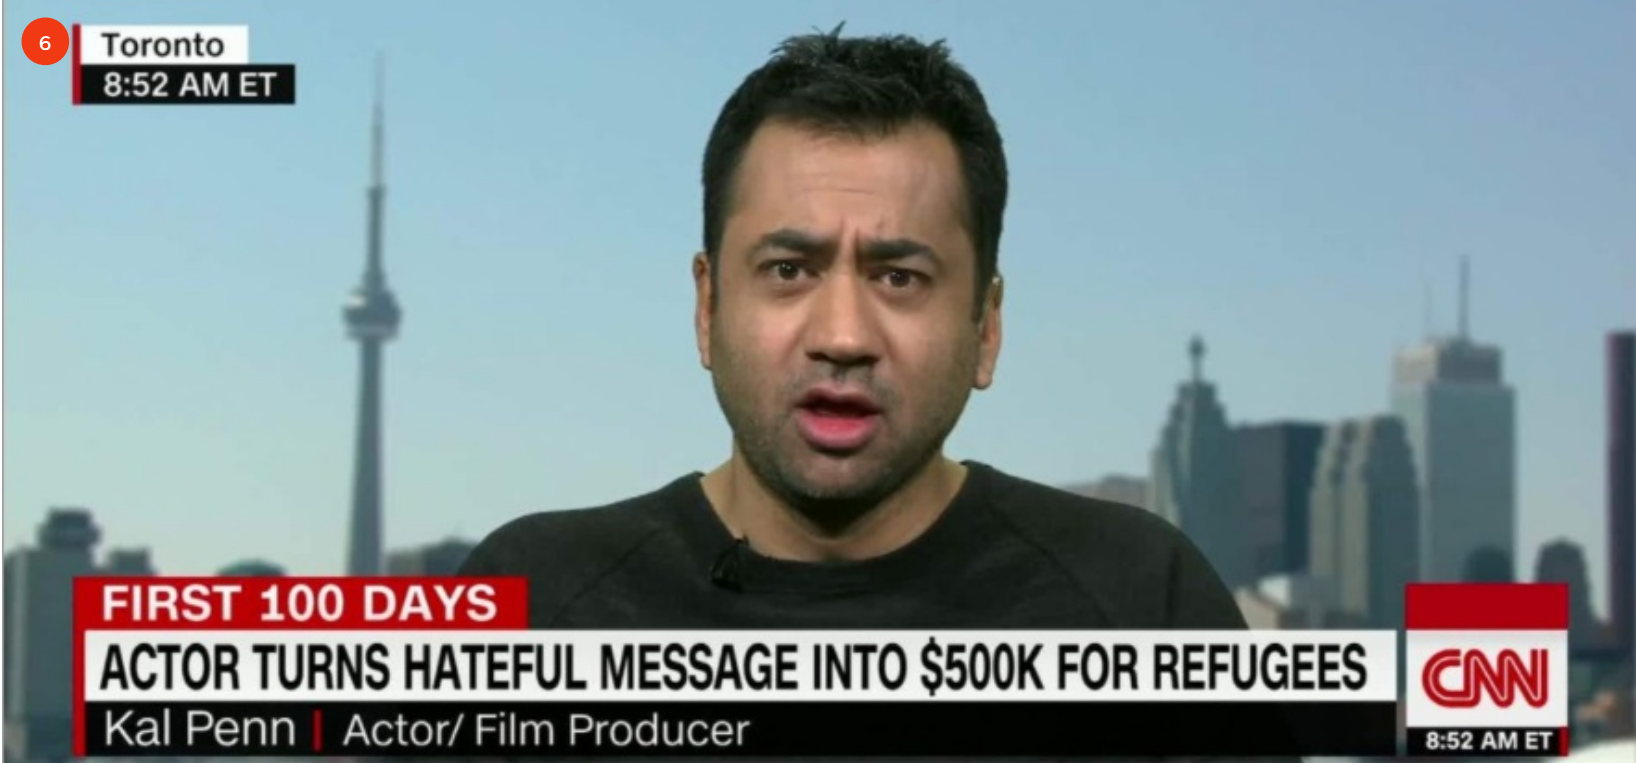 6
Toronto
8:52 AM ET
FIRST 100 DAYS
ACTOR TURNS HATEFUL MESSAGE INTO $500K FOR REFUGEES
Kal Penn | Actor/ Film Producer
CNN
8:52 AM ET